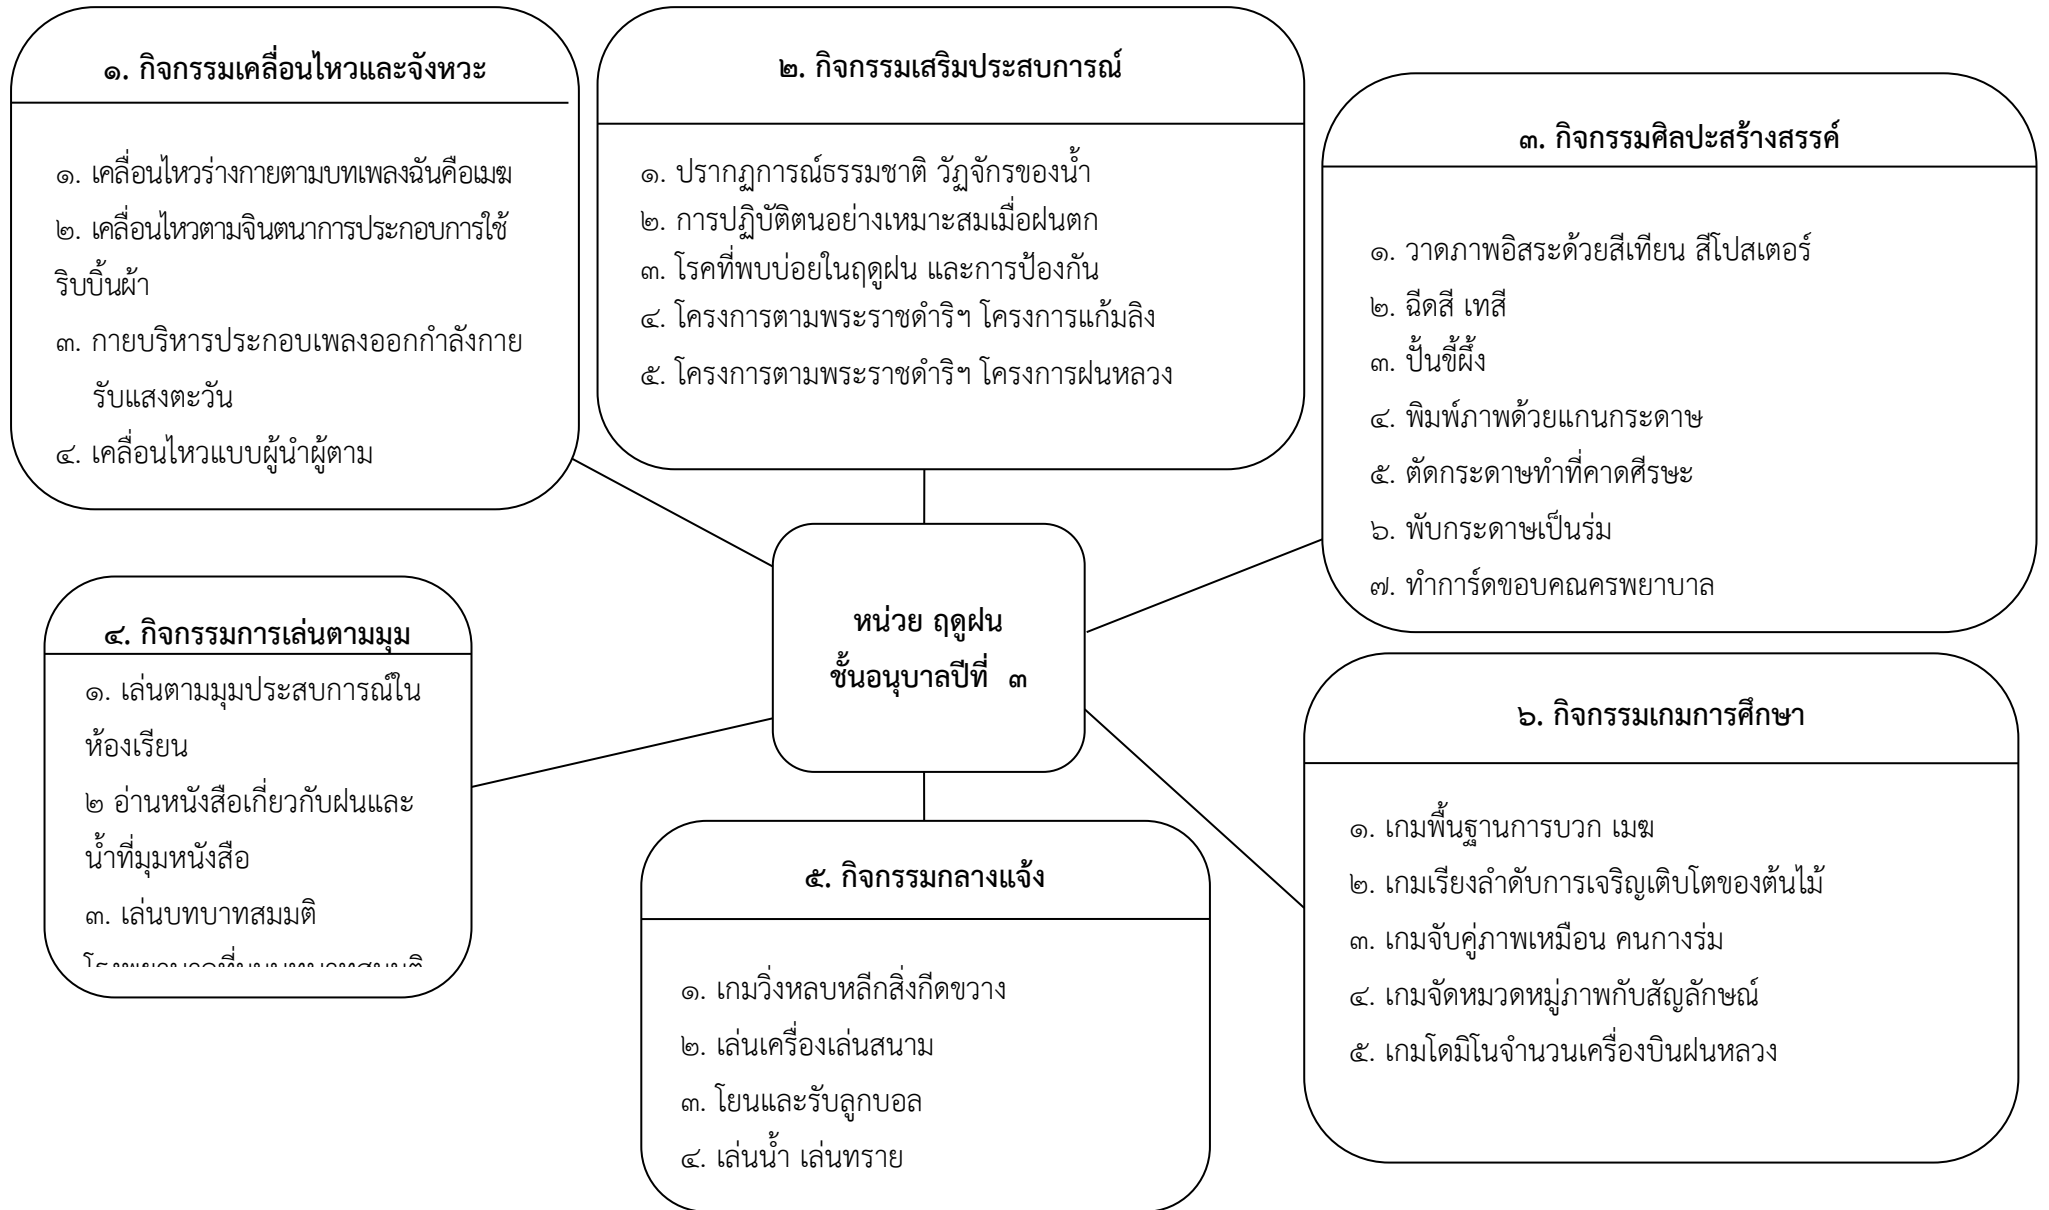 ๑. กิจกรรมเคลื่อนไหวและจังหวะ
๑. เคลื่อนไหวร่างกายตามบทเพลงฉันคือเมฆ
๒. เคลื่อนไหวตามจินตนาการประกอบการใช้
ริบบิ้นผ้า
๓. กายบริหารประกอบเพลงออกกำลังกาย
รับแสงตะวัน
๔. เคลื่อนไหวแบบผู้นำผู้ตาม
๒. กิจกรรมเสริมประสบการณ์
๑. ปรากฏการณ์ธรรมชาติ วัฏจักรของน้ำ
๒. การปฏิบัติตนอย่างเหมาะสมเมื่อฝนตก
๓. โรคที่พบบ่อยในฤดูฝน และการป้องกัน
๔. โครงการตามพระราชดำริฯ โครงการแก้มลิง
๕. โครงการตามพระราชดำริฯ โครงการฝนหลวง
๓. กิจกรรมศิลปะสร้างสรรค์
๑. วาดภาพอิสระด้วยสีเทียน สีโปสเตอร์
๒. ฉีดสี เทสี
๓. ปั้นขี้ผึ้ง
๔. พิมพ์ภาพด้วยแกนกระดาษ
๕. ตัดกระดาษทำที่คาดศีรษะ
๖. พับกระดาษเป็นร่ม
๗. ทำการ์ดขอบคุณครูพยาบาล
หน่วย ฤดูฝน
ชั้นอนุบาลปีที่ ๓
๔. กิจกรรมการเล่นตามมุม
๑. เล่นตามมุมประสบการณ์ใน
ห้องเรียน
๒ อ่านหนังสือเกี่ยวกับฝนและ
น้ำที่มุมหนังสือ
๓. เล่นบทบาทสมมติ
๕. กิจกรรมกลางแจ้ง
๑. เกมวิ่งหลบหลีกสิ่งกีดขวาง
๒. เล่นเครื่องเล่นสนาม
๓. โยนและรับลูกบอล
๔. เล่นน้ำ เล่นทราย
๖. กิจกรรมเกมการศึกษา
๑. เกมพื้นฐานการบวก เมฆ
๒. เกมเรียงลำดับการเจริญเติบโตของต้นไม้
๓. เกมจับคู่ภาพเหมือน คนกางร่ม
๔. เกมจัดหมวดหมู่ภาพกับสัญลักษณ์
๕. เกมโดมิโนจำนวนเครื่องบินฝนหลวง